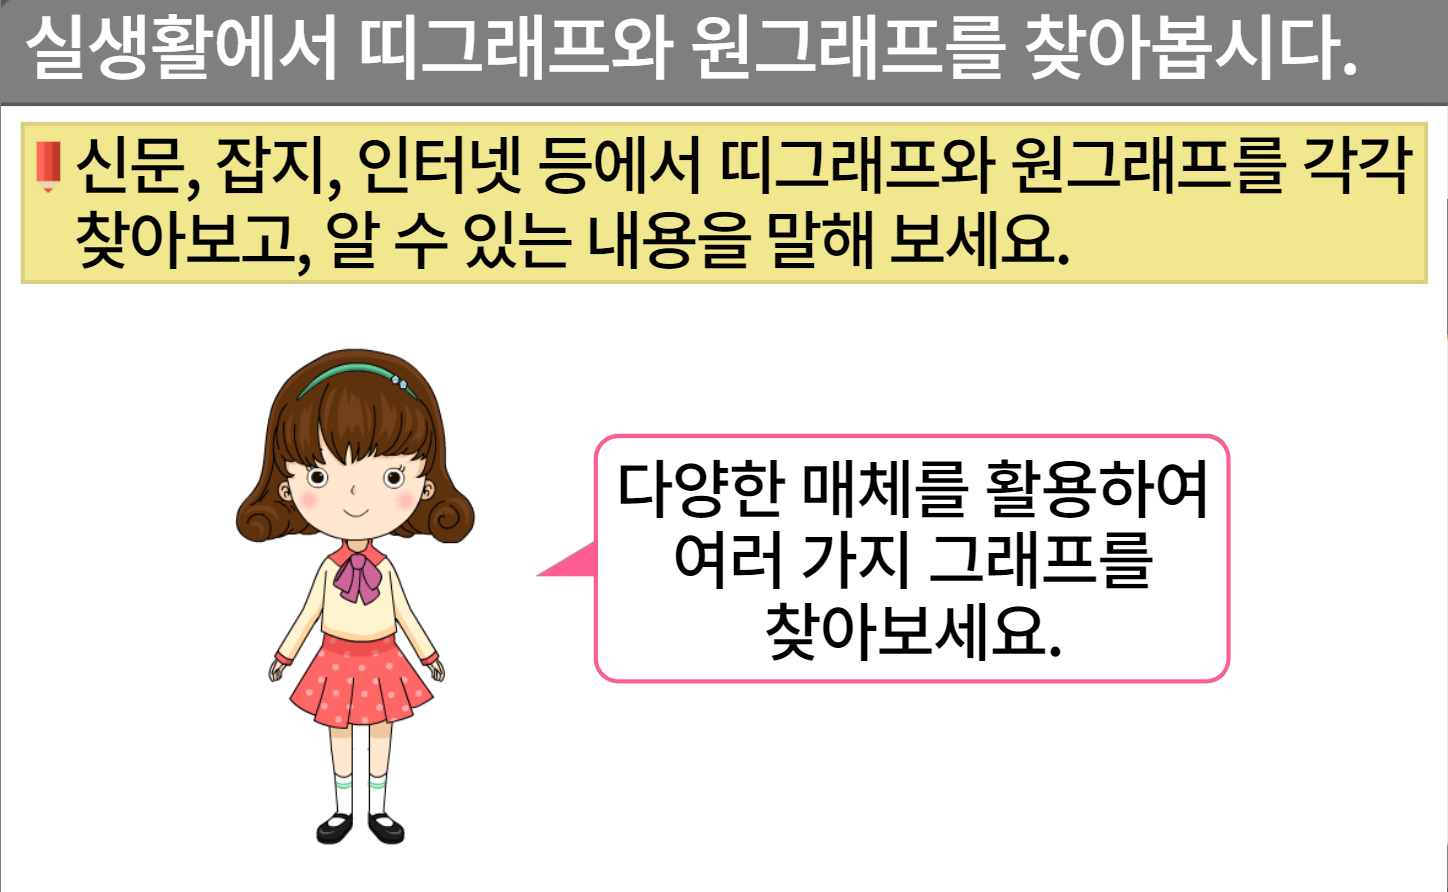 실생활에서 띠그래프와 원그래프를 찾아봅시다.
신문, 잡지, 인터넷 등에서 띠그래프와 원그래프를 각각
찾아보고, 알 수 있는 내용을 말해 보세요.
다양한 매체를 활용하여
여러 가지 그래프를
찾아보세요.